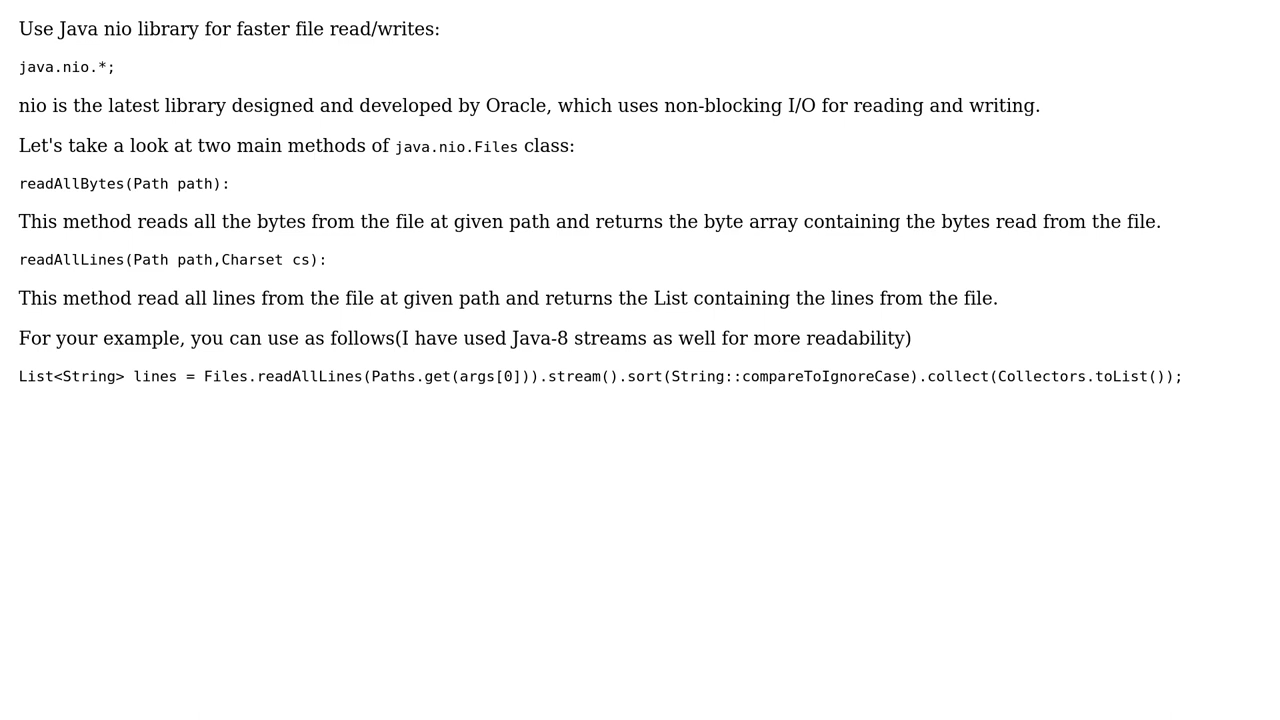 Use Java nio library for faster file read/writes:
java.nio.*;
nio is the latest library designed and developed by Oracle, which uses non-blocking I/O for reading and writing.
Let's take a look at two main methods of java.nio.Files class:
readAllBytes(Path path):
This method reads all the bytes from the file at given path and returns the byte array containing the bytes read from the file.
readAllLines(Path path,Charset cs):
This method read all lines from the file at given path and returns the List containing the lines from the file.
For your example, you can use as follows(I have used Java-8 streams as well for more readability)
List<String> lines = Files.readAllLines(Paths.get(args[0])).stream().sort(String::compareToIgnoreCase).collect(Collectors.toList());